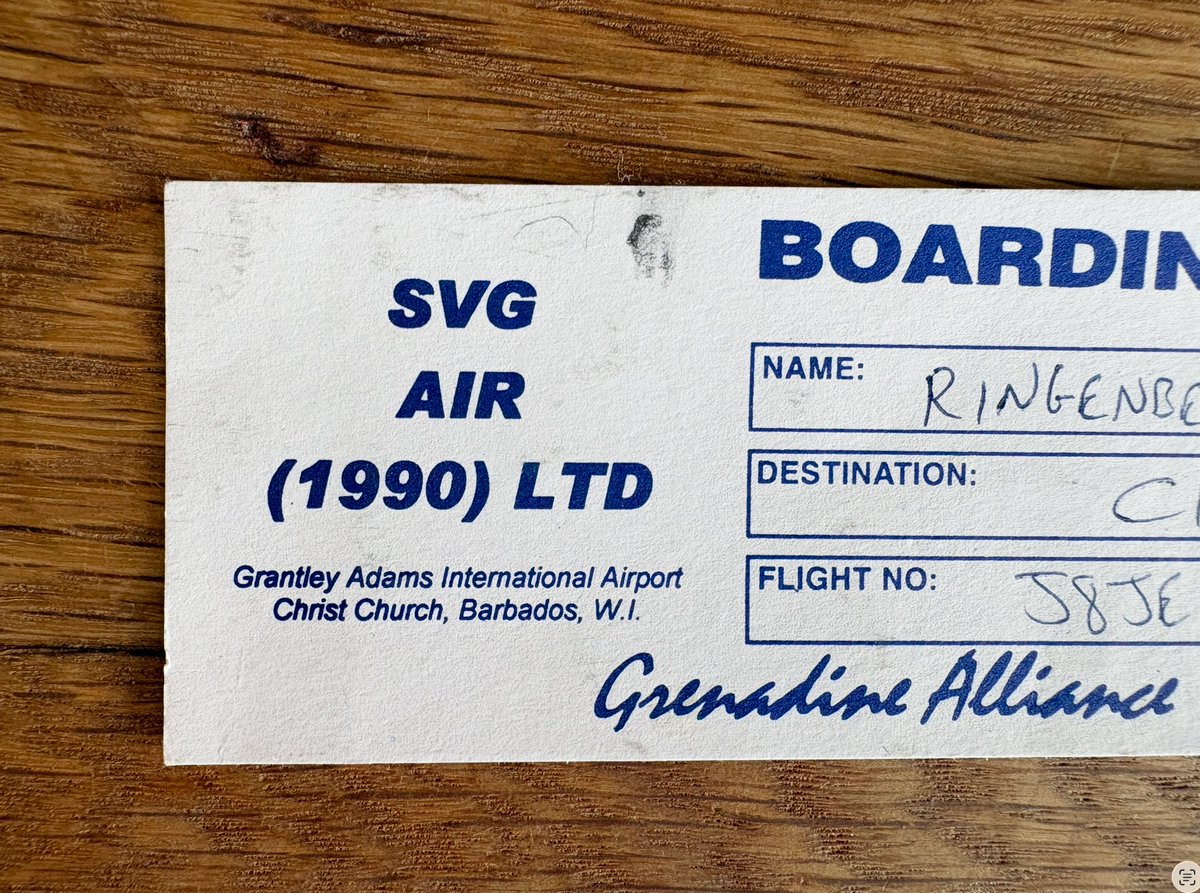 SVG
AIR
(1990) LTD
Grantley Adams International Airport
Christ Church, Barbados, W.I.
BOARDIN
NAME: RINGENBE
DESTINATION: C
FLIGHT NO: J8JE
Grenadine Alliance